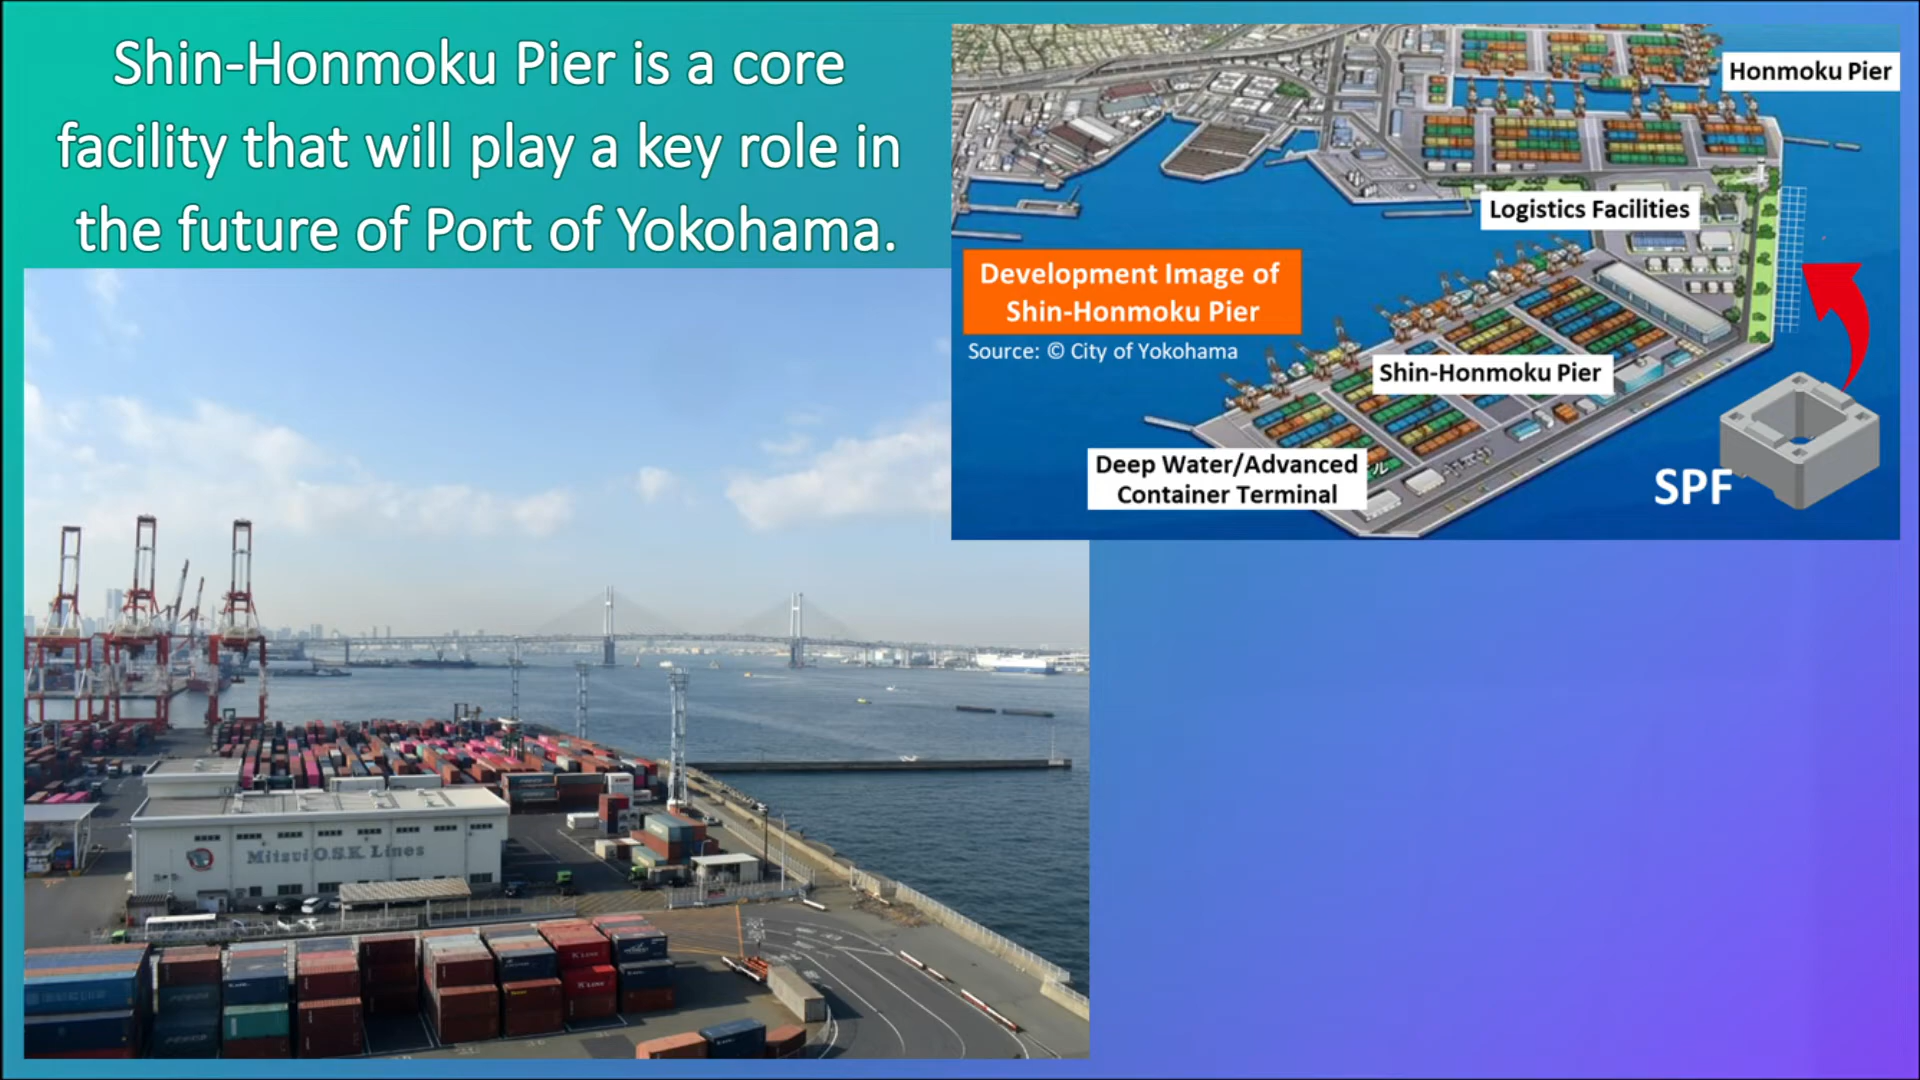 Shin-Honmoku Pier is a core
facility that will play a key role in
the future of Port of Yokohama.
Honmoku Pier
Logistics Facilities
Development Image of
Shin-Honmoku Pier
Source: © City of Yokohama
Shin-Honmoku Pier
Deep Water/Advanced
Container Terminal
SPF
Mitsui O.S.K. Lines
K LINE
K LINE